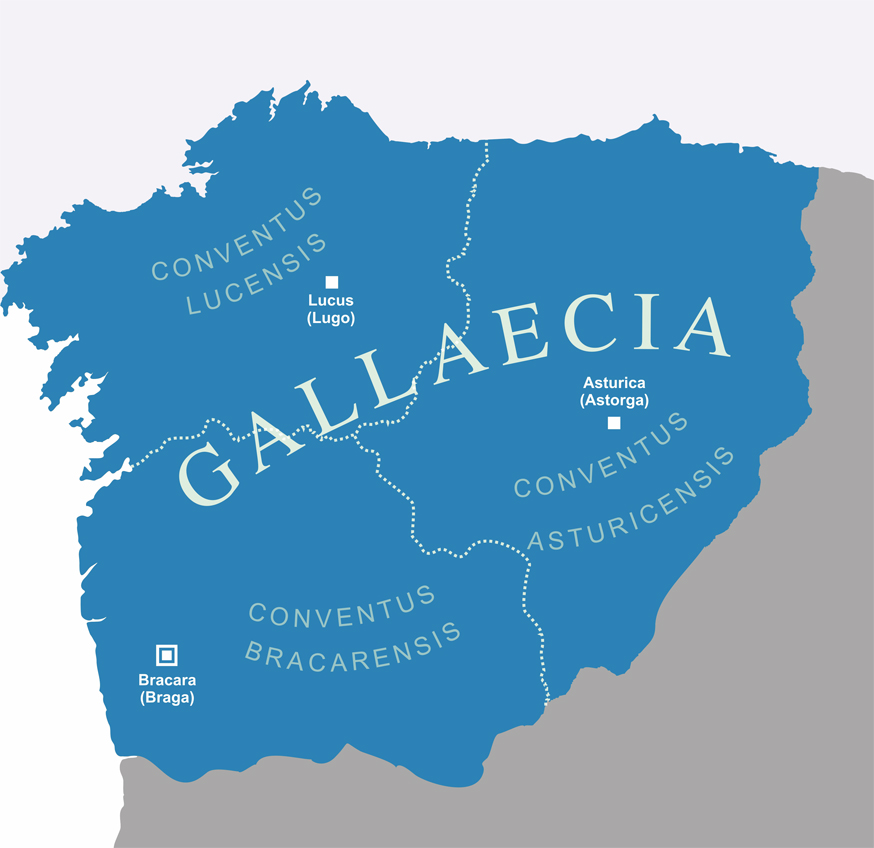 CONVENTUS
LUCENSIS
Lucus
(Lugo)
GALLAECIA
Asturica
(Astorga)
CONVENTUS
ASTURICENSIS
CONVENTUS
BRACARENSIS
Bracara
(Braga)